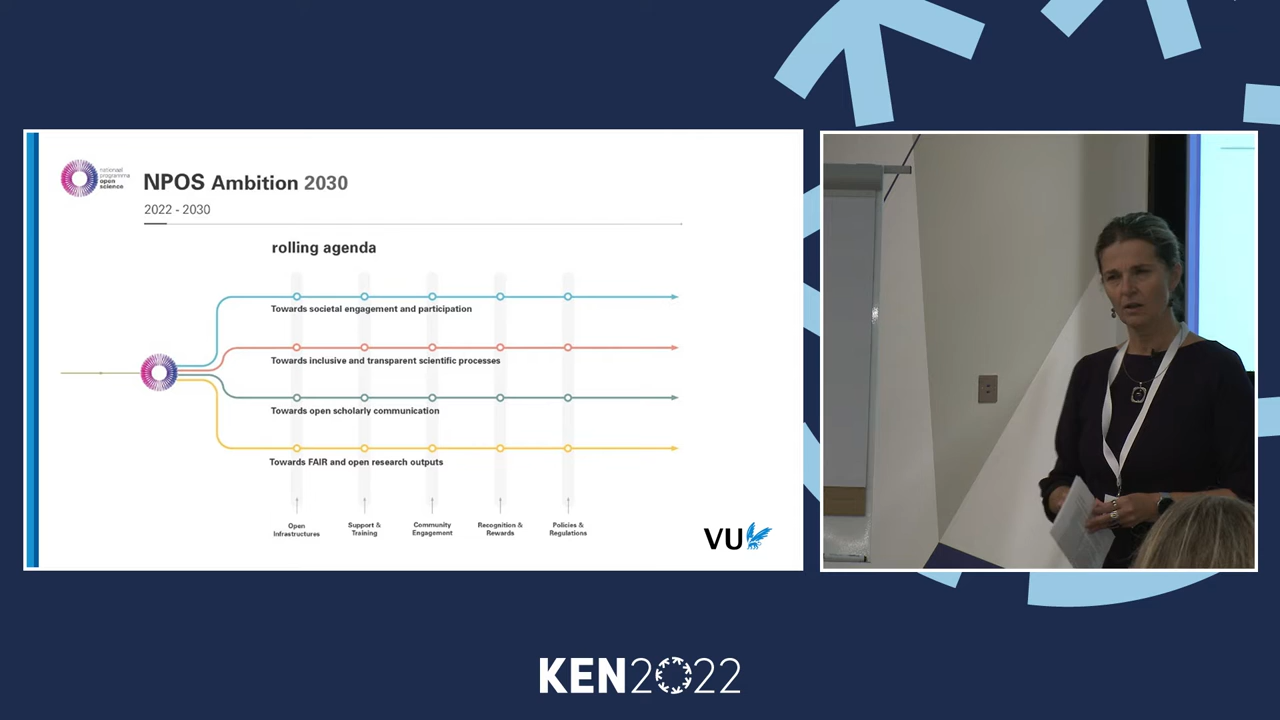 nationaal
programma
open
science
NPOS Ambition 2030
2022 - 2030
rolling agenda
Towards societal engagement and participation
Towards inclusive and transparent scientific processes
Towards open scholarly communication
Towards FAIR and open research outputs
Open
Infrastructures
Support &
Training
Community
Engagement
Recognition &
Rewards
Policies &
Regulations
VU
KEN2022